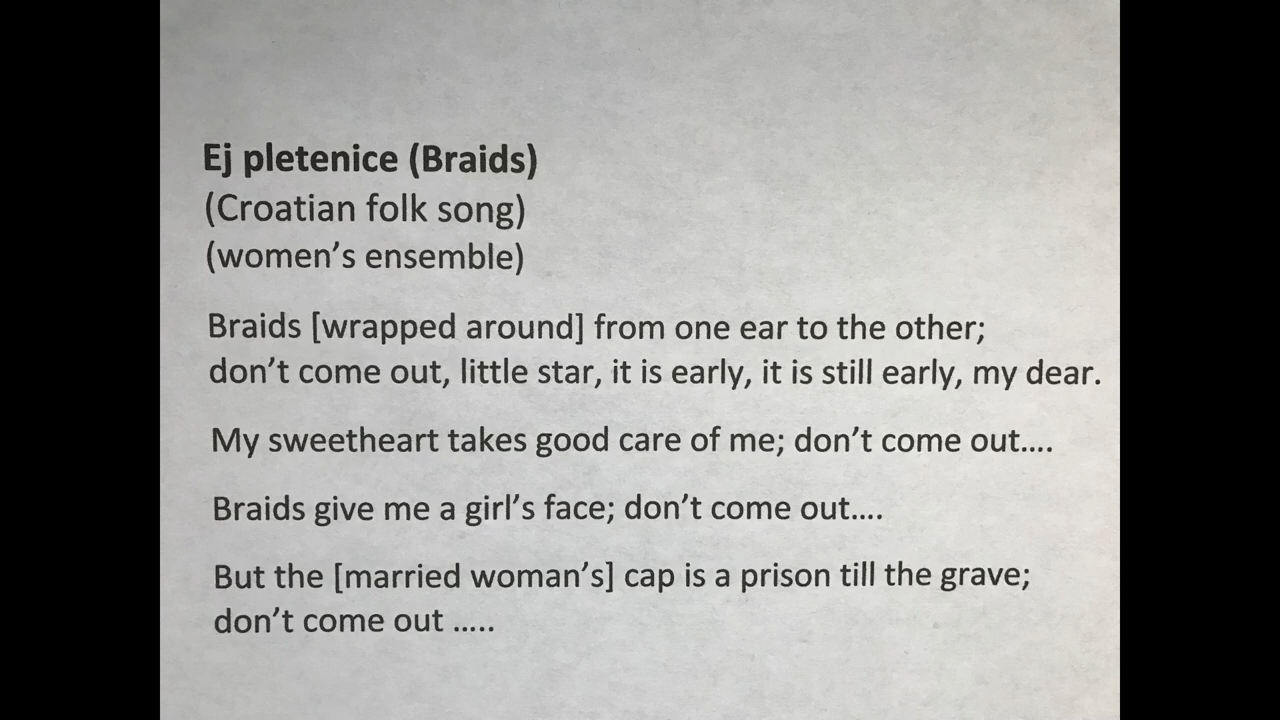 Ej pletenice (Braids)
(Croatian folk song)
(women’s ensemble)
Braids [wrapped around] from one ear to the other;
don’t come out, little star, it is early, it is still early, my dear.
My sweetheart takes good care of me; don’t come out….
Braids give me a girl’s face; don’t come out….
But the [married woman’s] cap is a prison till the grave;
don’t come out …..